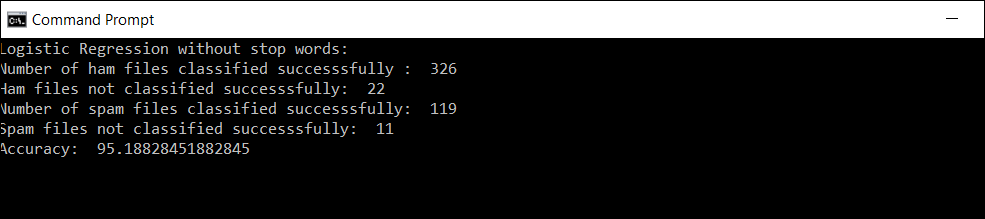 Command Prompt
Logistic Regression without stop words:
Number of ham files classified successsfully :  326
Ham files not classified successsfully:  22
Number of spam files classified successsfully:  119
Spam files not classified successsfully:  11
Accuracy:  95.18828451882845